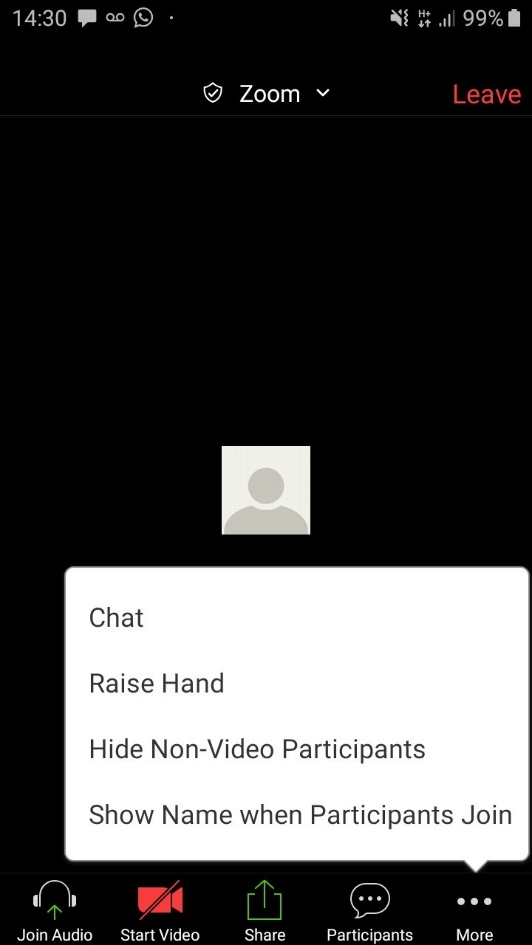 14:30 H+ 99%
Zoom Leave
Chat
Raise Hand
Hide Non-Video Participants
Show Name when Participants Join
Join Audio Start Video Share Participants More